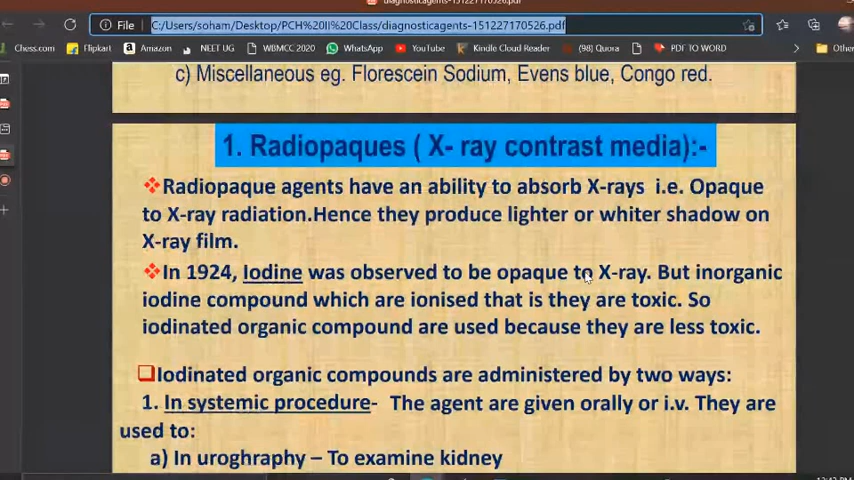 diagnosticagents-151227170526.pdf
File
C:/Users/soham/Desktop/PCH%20II%20Class/diagnosticagents-151227170526.pdf
Chess.com Flipkart Amazon NEET UG WBMCC 2020 WhatsApp YouTube Kindle Cloud Reader (98) Quora PDF TO WORD Other
c) Miscellaneous eg. Florescein Sodium, Evens blue, Congo red.
1. Radiopaques ( X- ray contrast media):-
Radiopaque agents have an ability to absorb X-rays i.e. Opaque
to X-ray radiation.Hence they produce lighter or whiter shadow on
X-ray film.
In 1924, Iodine was observed to be opaque to X-ray. But inorganic
iodine compound which are ionised that is they are toxic. So
iodinated organic compound are used because they are less toxic.
Iodinated organic compounds are administered by two ways:
1. In systemic procedure- The agent are given orally or i.v. They are
used to:
a) In uroghraphy – To examine kidney